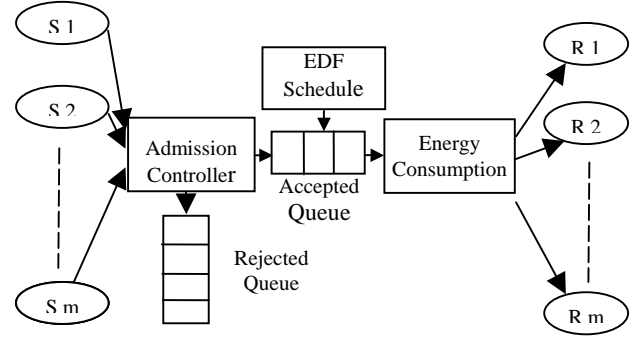 S 1
S 2
S m
Admission
Controller
Rejected
Queue
EDF
Schedule
Accepted
Queue
Energy
Consumption
R 1
R 2
R m